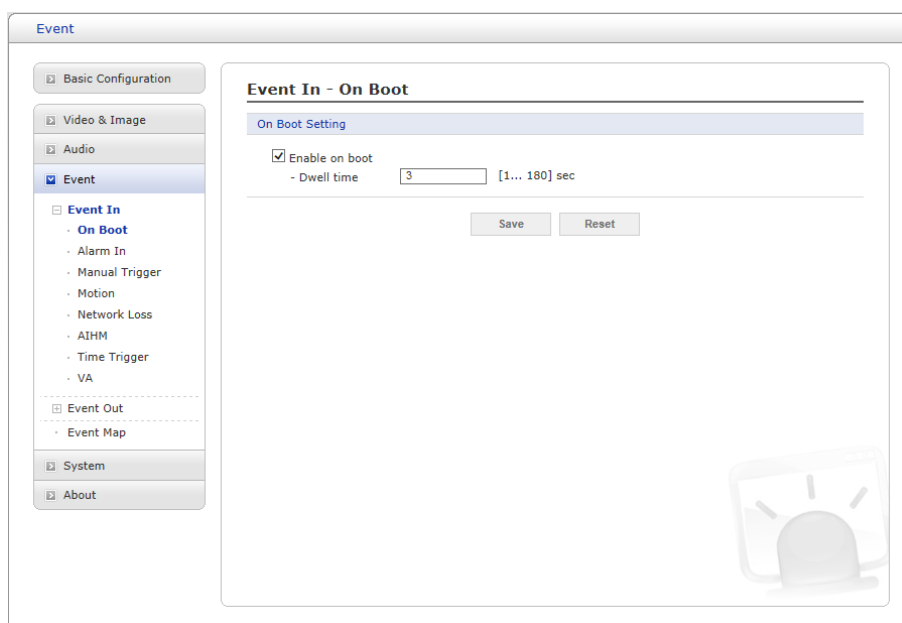 Event
Basic Configuration
Video & Image
Audio
Event
Event In
On Boot
Alarm In
Manual Trigger
Motion
Network Loss
AIHM
Time Trigger
VA
Event Out
Event Map
System
About
Event In - On Boot
On Boot Setting
Enable on boot
- Dwell time 3 [1... 180] sec
Save Reset